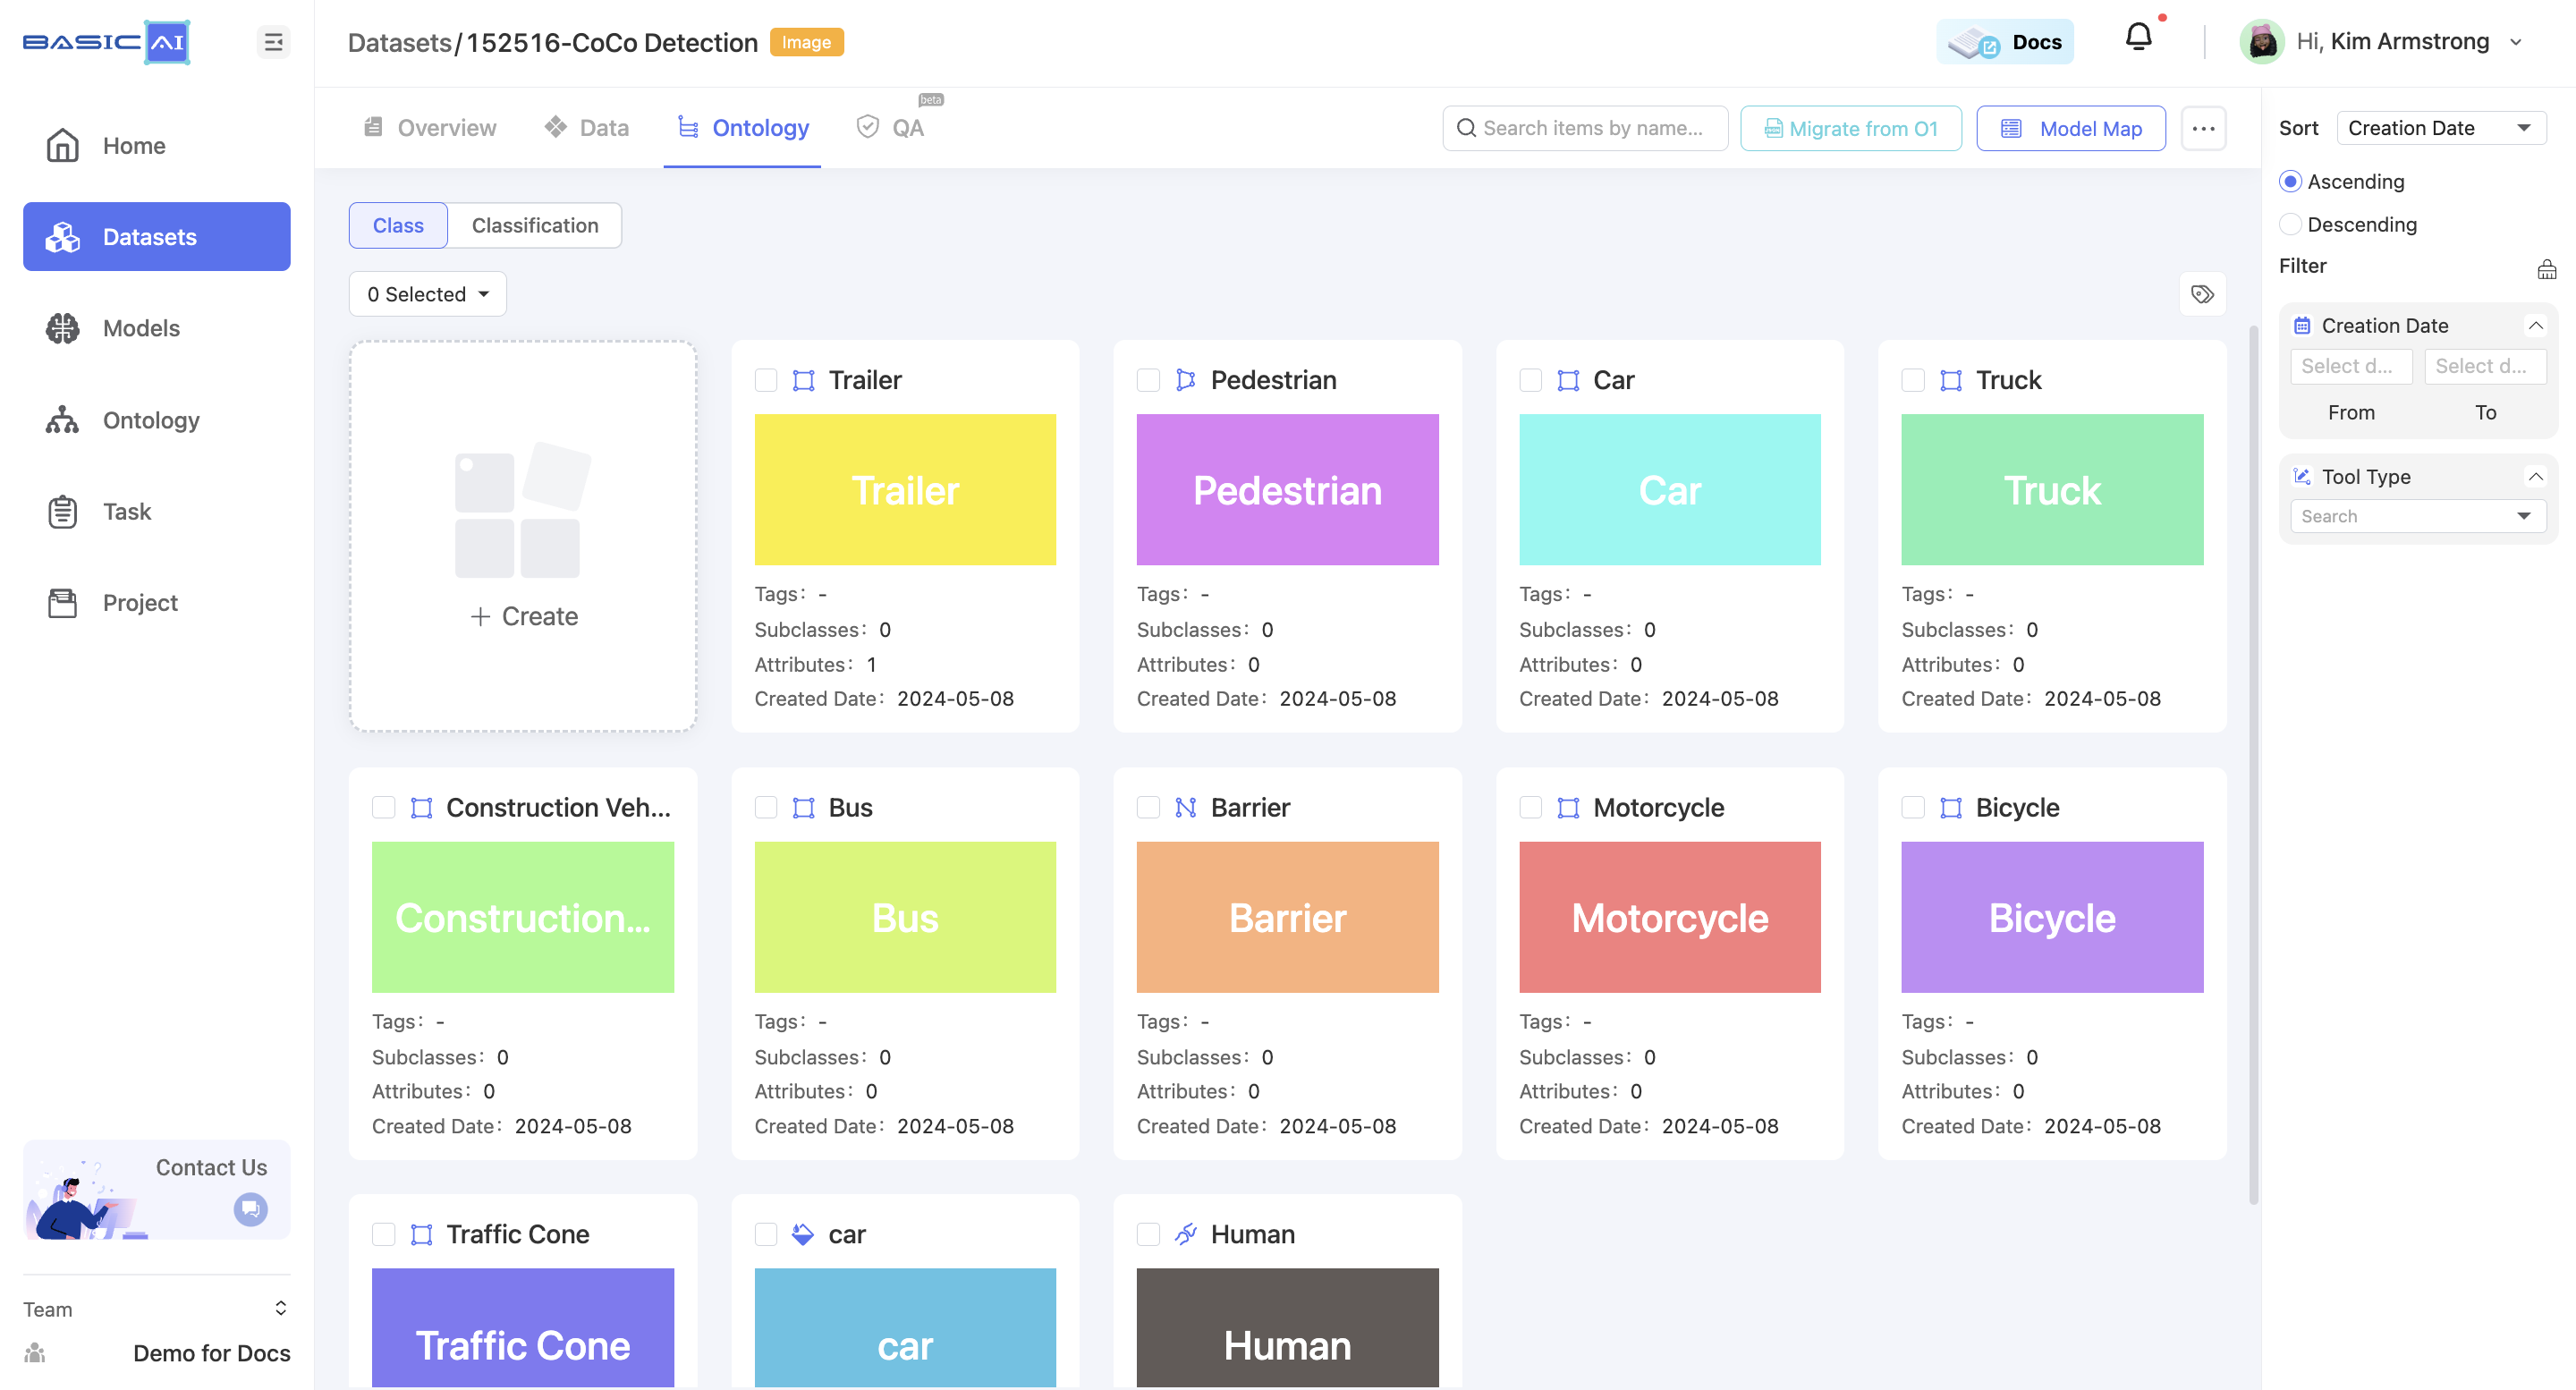 BASIC AI
Datasets/152516-CoCo Detection Image
Docs
Hi, Kim Armstrong
Home
Datasets
Models
Ontology
Task
Project
Contact Us
Team
Demo for Docs
Overview
Data
Ontology
QA
beta
Search items by name...
Migrate from O1
Model Map
Class
Classification
0 Selected
+ Create
Trailer
Trailer
Tags: -
Subclasses: 0
Attributes: 1
Created Date: 2024-05-08
Pedestrian
Pedestrian
Tags: -
Subclasses: 0
Attributes: 0
Created Date: 2024-05-08
Car
Car
Tags: -
Subclasses: 0
Attributes: 0
Created Date: 2024-05-08
Truck
Truck
Tags: -
Subclasses: 0
Attributes: 0
Created Date: 2024-05-08
Construction Veh...
Construction...
Tags: -
Subclasses: 0
Attributes: 0
Created Date: 2024-05-08
Bus
Bus
Tags: -
Subclasses: 0
Attributes: 0
Created Date: 2024-05-08
Barrier
Barrier
Tags: -
Subclasses: 0
Attributes: 0
Created Date: 2024-05-08
Motorcycle
Motorcycle
Tags: -
Subclasses: 0
Attributes: 0
Created Date: 2024-05-08
Bicycle
Bicycle
Tags: -
Subclasses: 0
Attributes: 0
Created Date: 2024-05-08
Traffic Cone
Traffic Cone
car
car
Human
Human
Sort
Creation Date
Ascending
Descending
Filter
Creation Date
Select d...
Select d...
From
To
Tool Type
Search